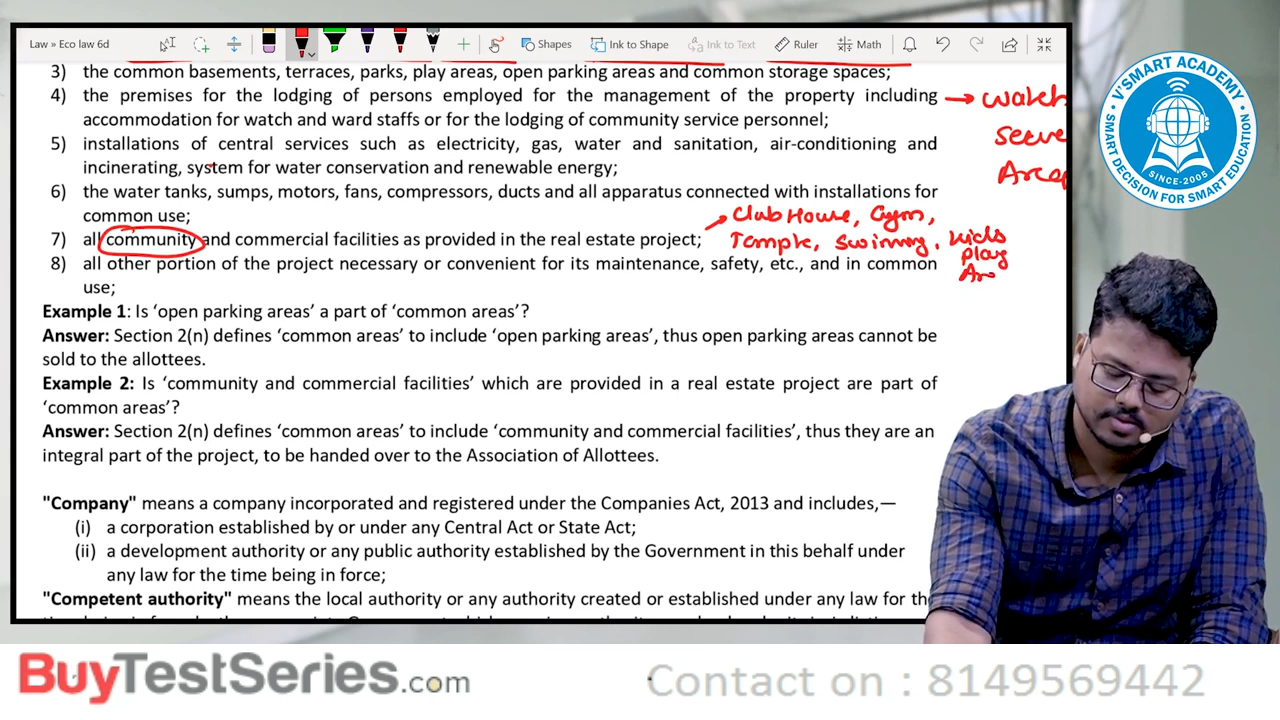 Law » Eco law 6d
Shapes
Ink to Shape
Ink to Text
Ruler
Math
3) the common basements, terraces, parks, play areas, open parking areas and common storage spaces;
4) the premises for the lodging of persons employed for the management of the property including
accommodation for watch and ward staffs or for the lodging of community service personnel;
watch
5) installations of central services such as electricity, gas, water and sanitation, air-conditioning and
incinerating, system for water conservation and renewable energy;
6) the water tanks, sumps, motors, fans, compressors, ducts and all apparatus connected with installations for
common use;
Club House, Gym,
7) all community and commercial facilities as provided in the real estate project;
Temple, Swimming, Kids
Play
8) all other portion of the project necessary or convenient for its maintenance, safety, etc., and in common
use;
Example 1: Is ‘open parking areas’ a part of ‘common areas’?
Answer: Section 2(n) defines ‘common areas’ to include ‘open parking areas’, thus open parking areas cannot be
sold to the allottees.
Example 2: Is ‘community and commercial facilities’ which are provided in a real estate project are part of
‘common areas’?
Answer: Section 2(n) defines ‘common areas’ to include ‘community and commercial facilities’, thus they are an
integral part of the project, to be handed over to the Association of Allottees.
"Company" means a company incorporated and registered under the Companies Act, 2013 and includes,—
(i) a corporation established by or under any Central Act or State Act;
(ii) a development authority or any public authority established by the Government in this behalf under
any law for the time being in force;
"Competent authority" means the local authority or any authority created or established under any law for the
V'SMART ACADEMY
SMART DECISION FOR SMART EDUCATION
SINCE-2005
BuyTestSeries.com
Contact on : 8149569442